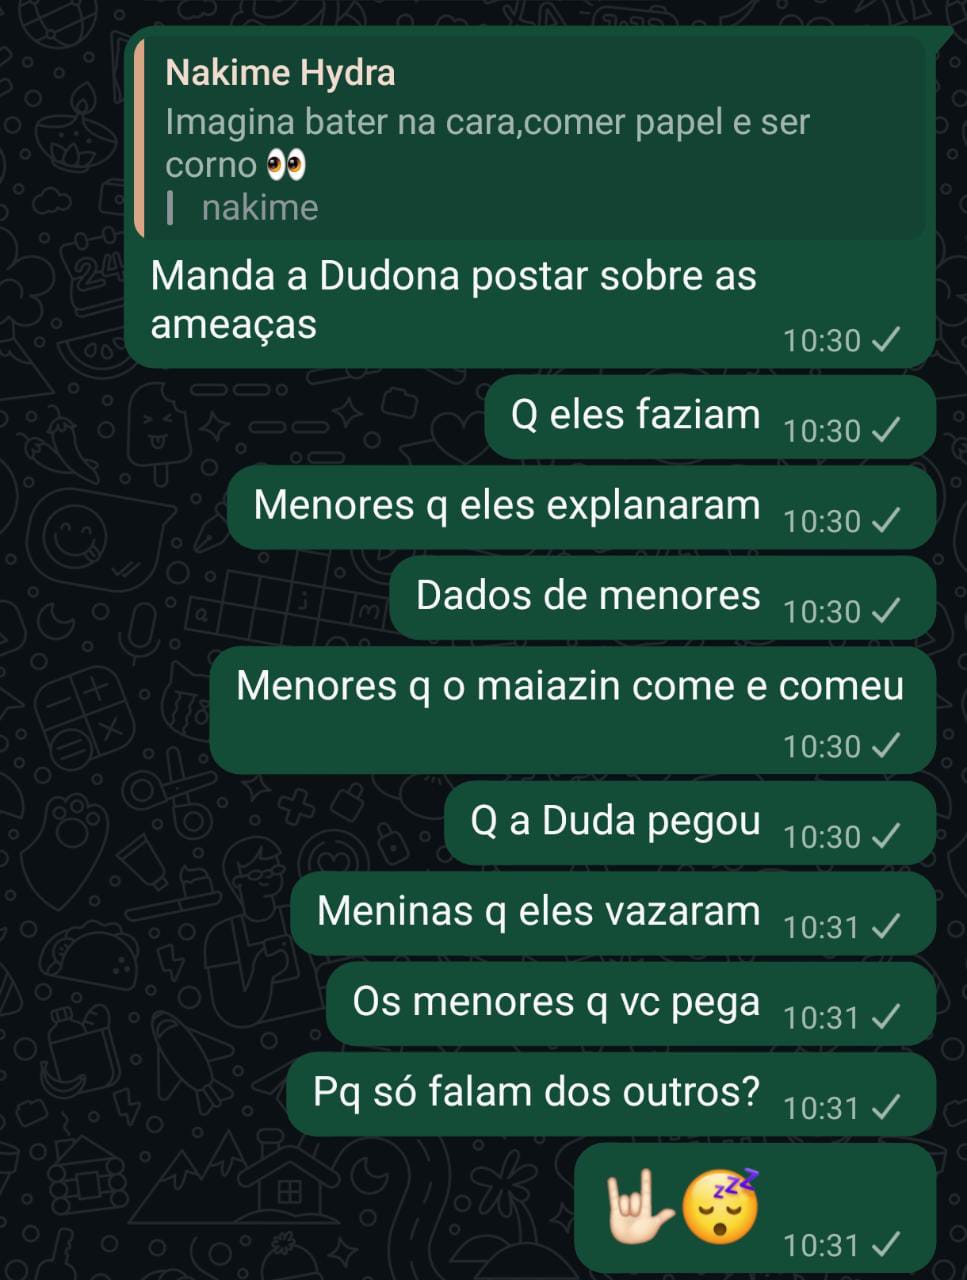 Nakime Hydra
Imagina bater na cara,comer papel e ser
corno 👀
nakime
Manda a Dudona postar sobre as
ameaças
10:30
Q eles faziam 10:30
Menores q eles explanaram 10:30
Dados de menores 10:30
Menores q o maiazin come e comeu
10:30
Q a Duda pegou 10:30
Meninas q eles vazaram 10:31
Os menores q vc pega 10:31
Pq só falam dos outros? 10:31
🤟🏻😴 10:31